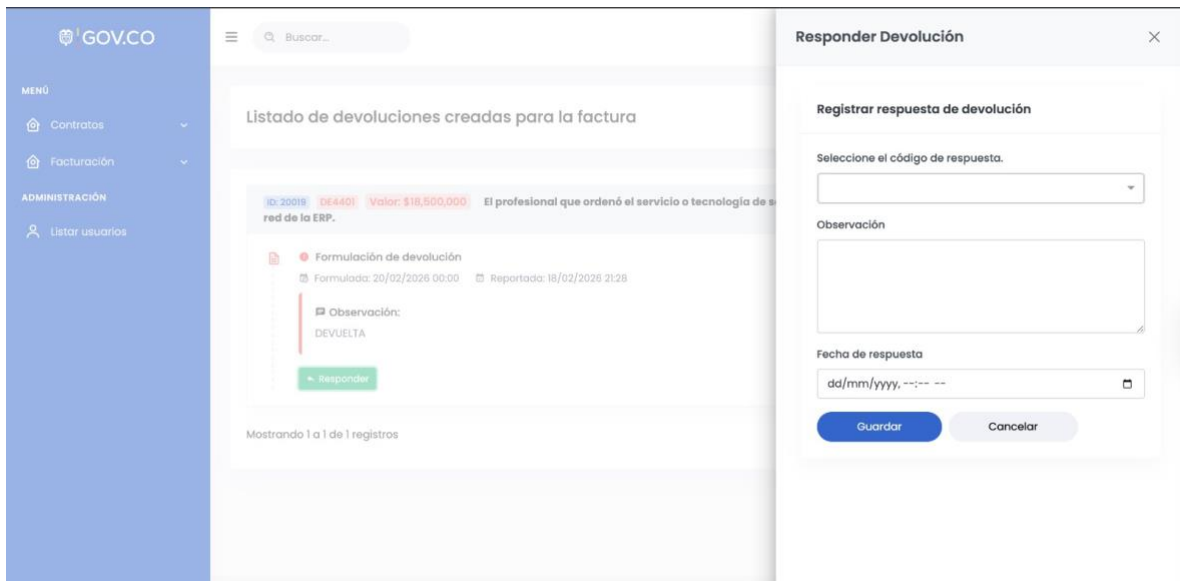 GOV.CO
Buscar...
MENÚ
Contratos
Facturación
ADMINISTRACIÓN
Listar usuarios
Listado de devoluciones creadas para la factura
ID: 20019 DE4401 Valor: $18,500,000 El profesional que ordenó el servicio o tecnología de
red de la ERP.
Formulación de devolución
Formulada: 20/02/2026 00:00 Reportada: 18/02/2026 21:28
Observación:
DEVUELTA
Responder
Mostrando 1 a 1 de 1 registros
Responder Devolución
Registrar respuesta de devolución
Seleccione el código de respuesta.
Observación
Fecha de respuesta
dd/mm/yyyy, --:-- --
Guardar
Cancelar